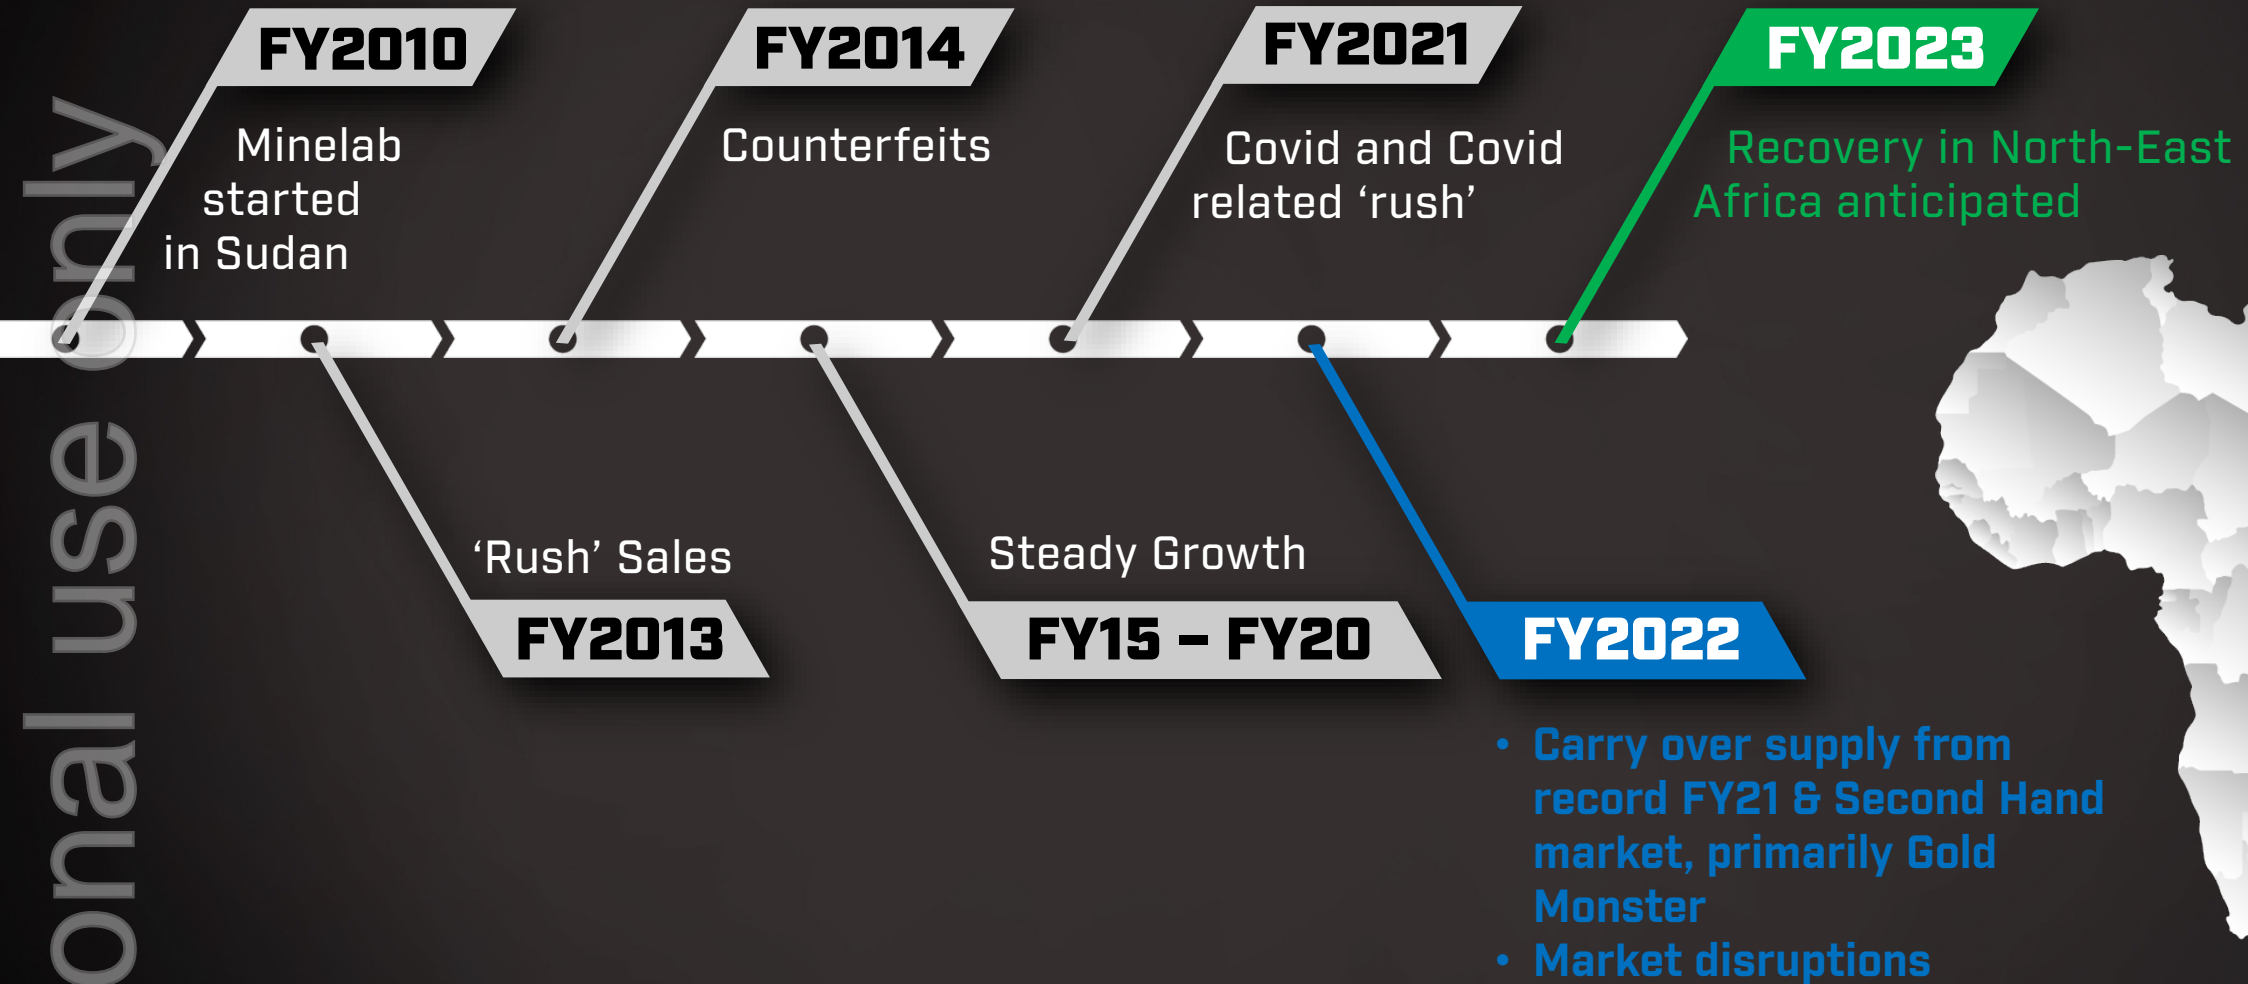 FY2010
Minelab
started
in Sudan
‘Rush’ Sales
FY2013
FY2014
Counterfeits
Steady Growth
FY15 – FY20
FY2021
Covid and Covid
related ‘rush’
FY2022
• Carry over supply from
record FY21 & Second Hand
market, primarily Gold
Monster
• Market disruptions
FY2023
Recovery in North-East
Africa anticipated
onal use only